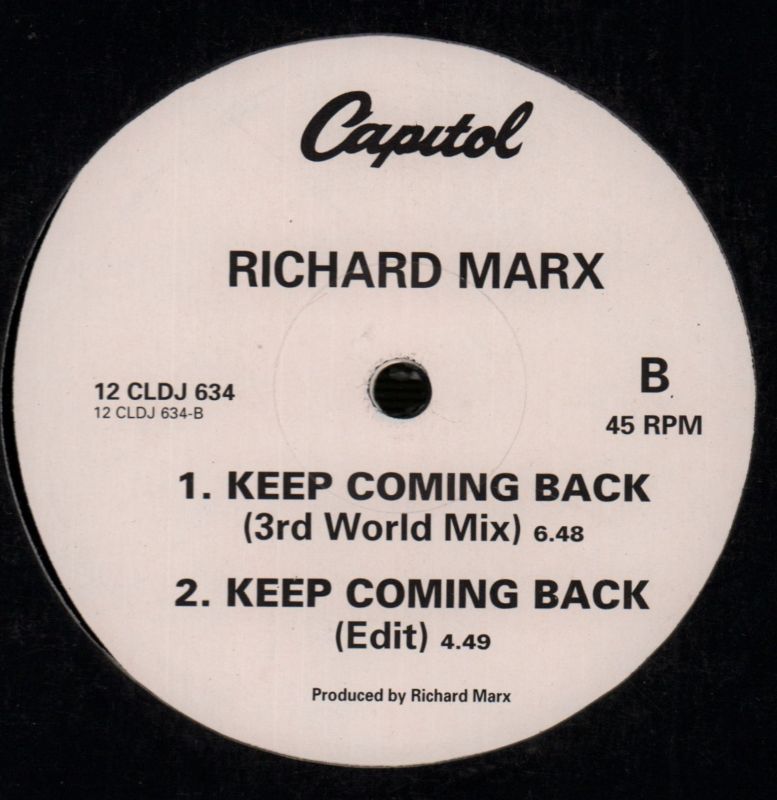 Capitol
RICHARD MARX
12 CLDJ 634
12 CLDJ 634-B
B
45 RPM
1. KEEP COMING BACK
(3rd World Mix) 6.48
2. KEEP COMING BACK
(Edit) 4.49
Produced by Richard Marx